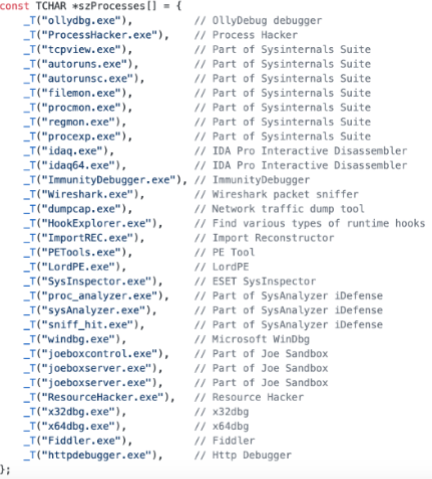 const TCHAR *szProcesses[] = {
_T("ollydbg.exe"), // OllyDebug debugger
_T("ProcessHacker.exe"), // Process Hacker
_T("tcpview.exe"), // Part of Sysinternals Suite
_T("autoruns.exe"), // Part of Sysinternals Suite
_T("autorunsc.exe"), // Part of Sysinternals Suite
_T("filemon.exe"), // Part of Sysinternals Suite
_T("procmon.exe"), // Part of Sysinternals Suite
_T("regmon.exe"), // Part of Sysinternals Suite
_T("procexp.exe"), // Part of Sysinternals Suite
_T("idaq.exe"), // IDA Pro Interactive Disassembler
_T("idaq64.exe"), // IDA Pro Interactive Disassembler
_T("ImmunityDebugger.exe"), // ImmunityDebugger
_T("Wireshark.exe"), // Wireshark packet sniffer
_T("dumpcap.exe"), // Network traffic dump tool
_T("HookExplorer.exe"), // Find various types of runtime hooks
_T("ImportREC.exe"), // Import Reconstructor
_T("PETools.exe"), // PE Tool
_T("LordPE.exe"), // LordPE
_T("SysInspector.exe"), // ESET SysInspector
_T("proc_analyzer.exe"), // Part of SysAnalyzer iDefense
_T("sysAnalyzer.exe"), // Part of SysAnalyzer iDefense
_T("sniff_hit.exe"), // Part of SysAnalyzer iDefense
_T("windbg.exe"), // Microsoft WinDbg
_T("joeboxcontrol.exe"), // Part of Joe Sandbox
_T("joeboxserver.exe"), // Part of Joe Sandbox
_T("joeboxserver.exe"), // Part of Joe Sandbox
_T("ResourceHacker.exe"), // Resource Hacker
_T("x32dbg.exe"), // x32dbg
_T("x64dbg.exe"), // x64dbg
_T("Fiddler.exe"), // Fiddler
_T("httpdebugger.exe"), // Http Debugger
};